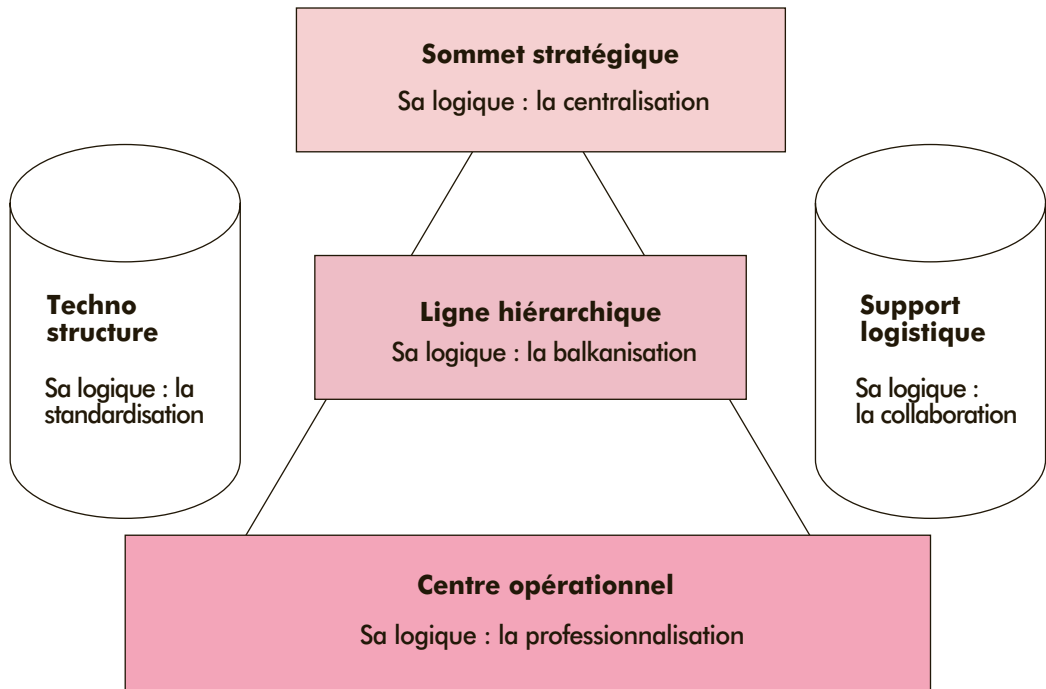 Sommet stratégique
Sa logique : la centralisation
Techno
structure
Sa logique : la
standardisation
Ligne hiérarchique
Sa logique : la balkanisation
Support
logistique
Sa logique :
la collaboration
Centre opérationnel
Sa logique : la professionnalisation